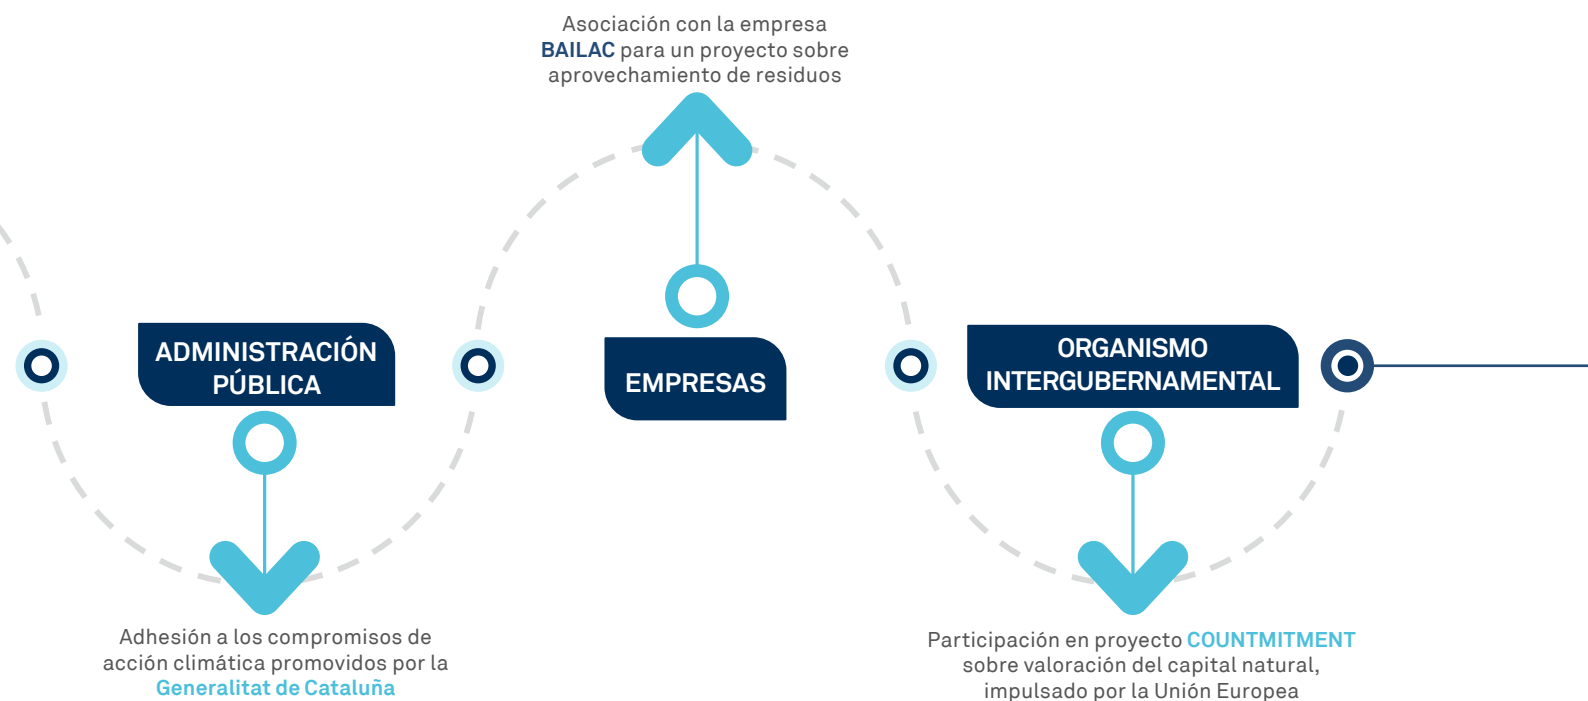 Asociación con la empresa
BAILAC para un proyecto sobre
aprovechamiento de residuos
ADMINISTRACIÓN
PÚBLICA
EMPRESAS
ORGANISMO
INTERGUBERNAMENTAL
Adhesión a los compromisos de
acción climática promovidos por la
Generalitat de Cataluña
Participación en proyecto COUNTMITMENT
sobre valoración del capital natural,
impulsado por la Unión Europea